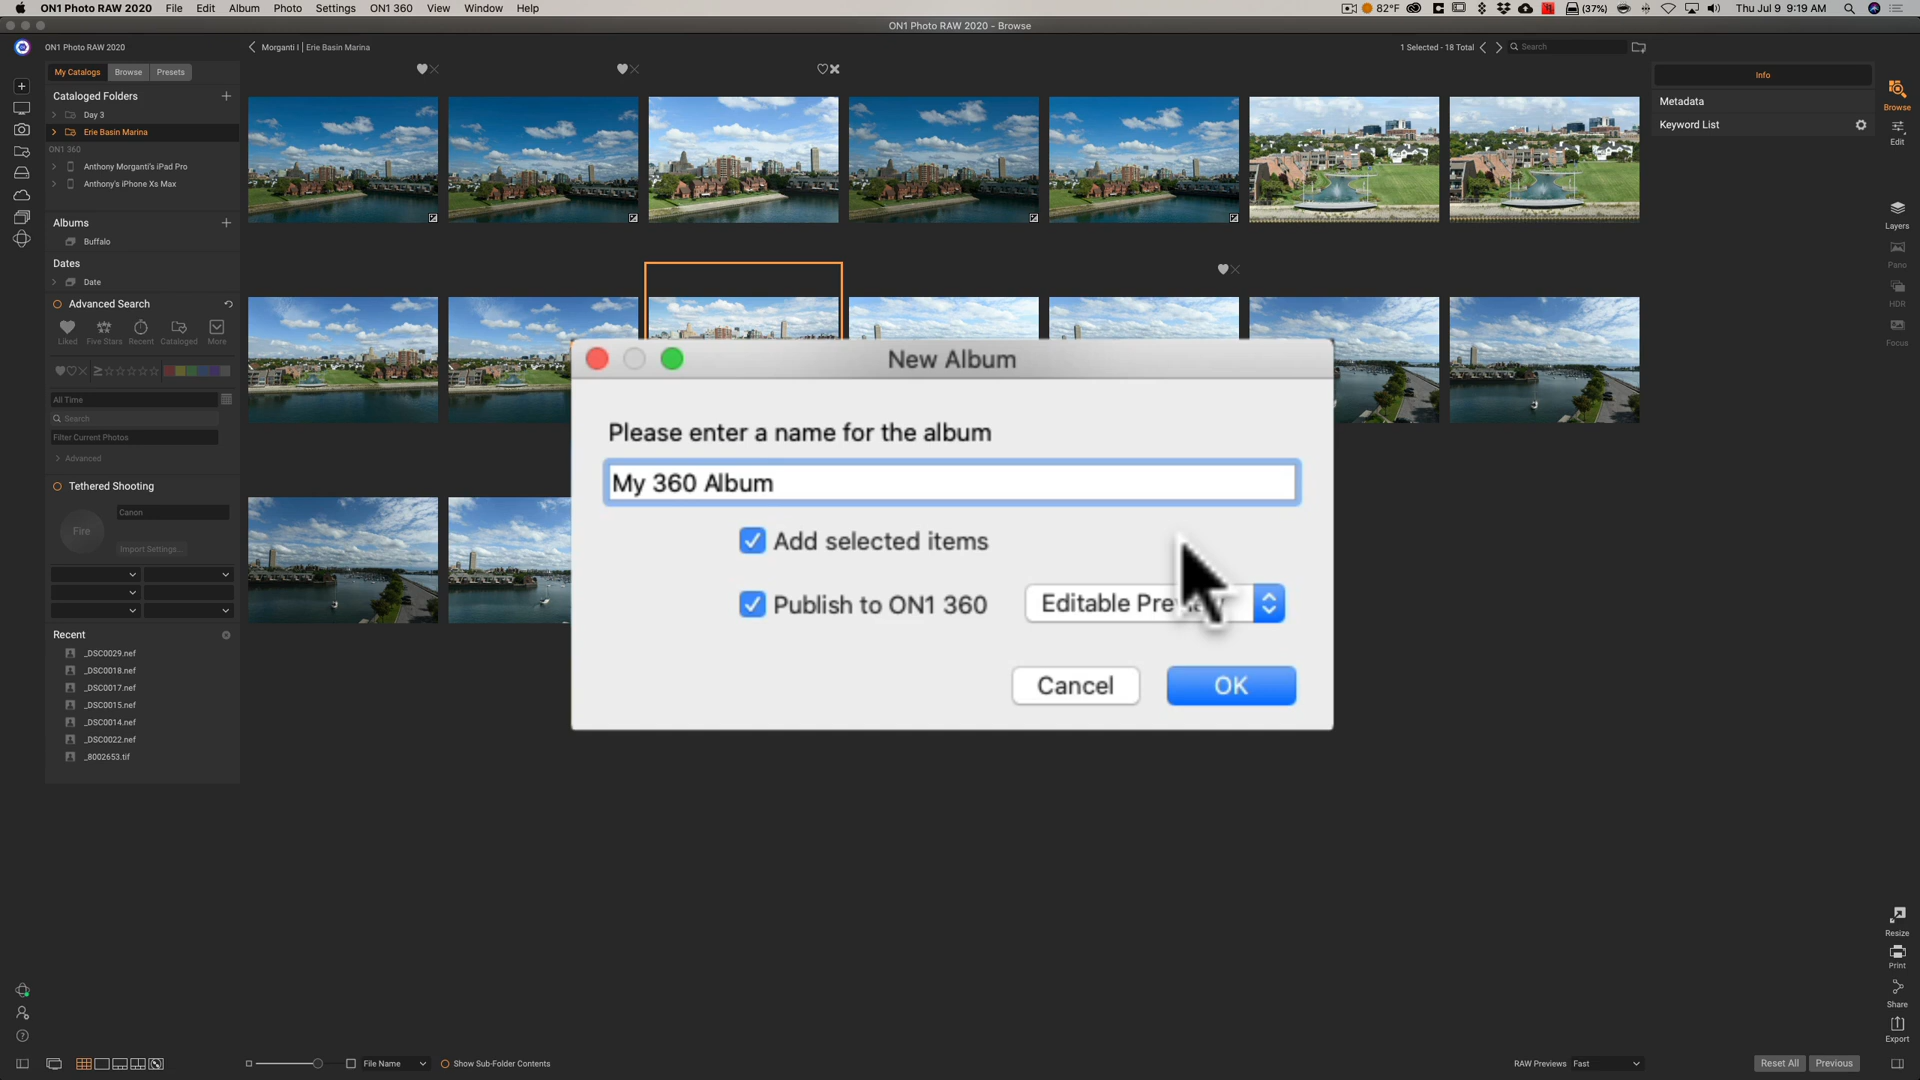 ON1 Photo RAW 2020 File Edit Album Photo Settings ON1 360 View Window Help 82°F (37%) Thu Jul 9 9:19 AM
ON1 Photo RAW 2020 - Browse
ON1 Photo RAW 2020
Morganti | Erie Basin Marina
1 Selected - 18 Total
Search
My Catalogs Browse Presets
Info
Cataloged Folders
Metadata
Day 3
Browse
Erie Basin Marina
Keyword List
Edit
ON1 360
Anthony Morganti's iPad Pro
Anthony's iPhone Xs Max
Albums
Layers
Buffalo
Dates
Pano
Date
Advanced Search
HDR
Liked Five Stars Recent Cataloged More
Focus
All Time
Search
Filter Current Photos
Advanced
Tethered Shooting
Canon
Fire
Import Settings...
Recent
_DSC0029.nef
_DSC0018.nef
_DSC0017.nef
_DSC0015.nef
_DSC0014.nef
_DSC0022.nef
_8002653.tif
New Album
Please enter a name for the album
My 360 Album
Add selected items
Publish to ON1 360
Editable
Cancel OK
Resize
Print
Share
Export
File Name
Show Sub-Folder Contents
RAW Previews Fast
Reset All Previous